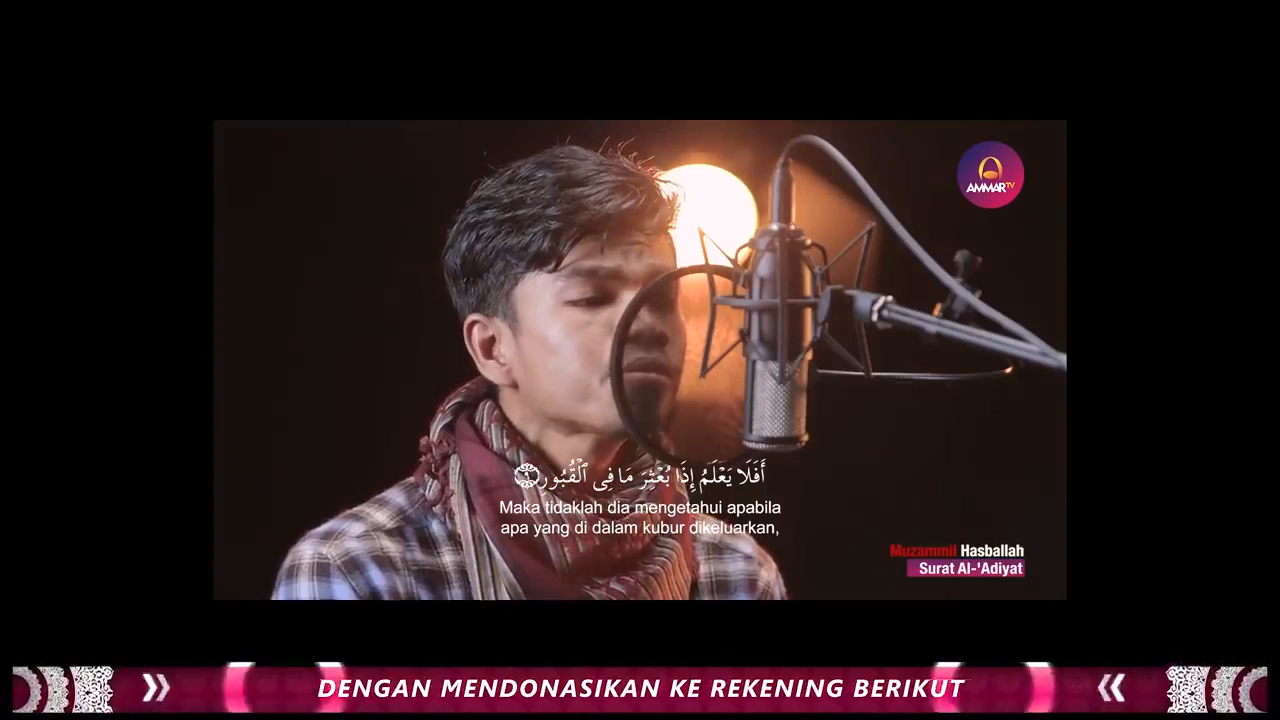 AMMAR TV
أَفَلَا يَعْلَمُ إِذَا بُعْثِرَ مَا فِى ٱلْقُبُورِ ۝٩
Maka tidaklah dia mengetahui apabila
apa yang di dalam kubur dikeluarkan,
Muzammil Hasballah
Surat Al-'Adiyat
DENGAN MENDONASIKAN KE REKENING BERIKUT